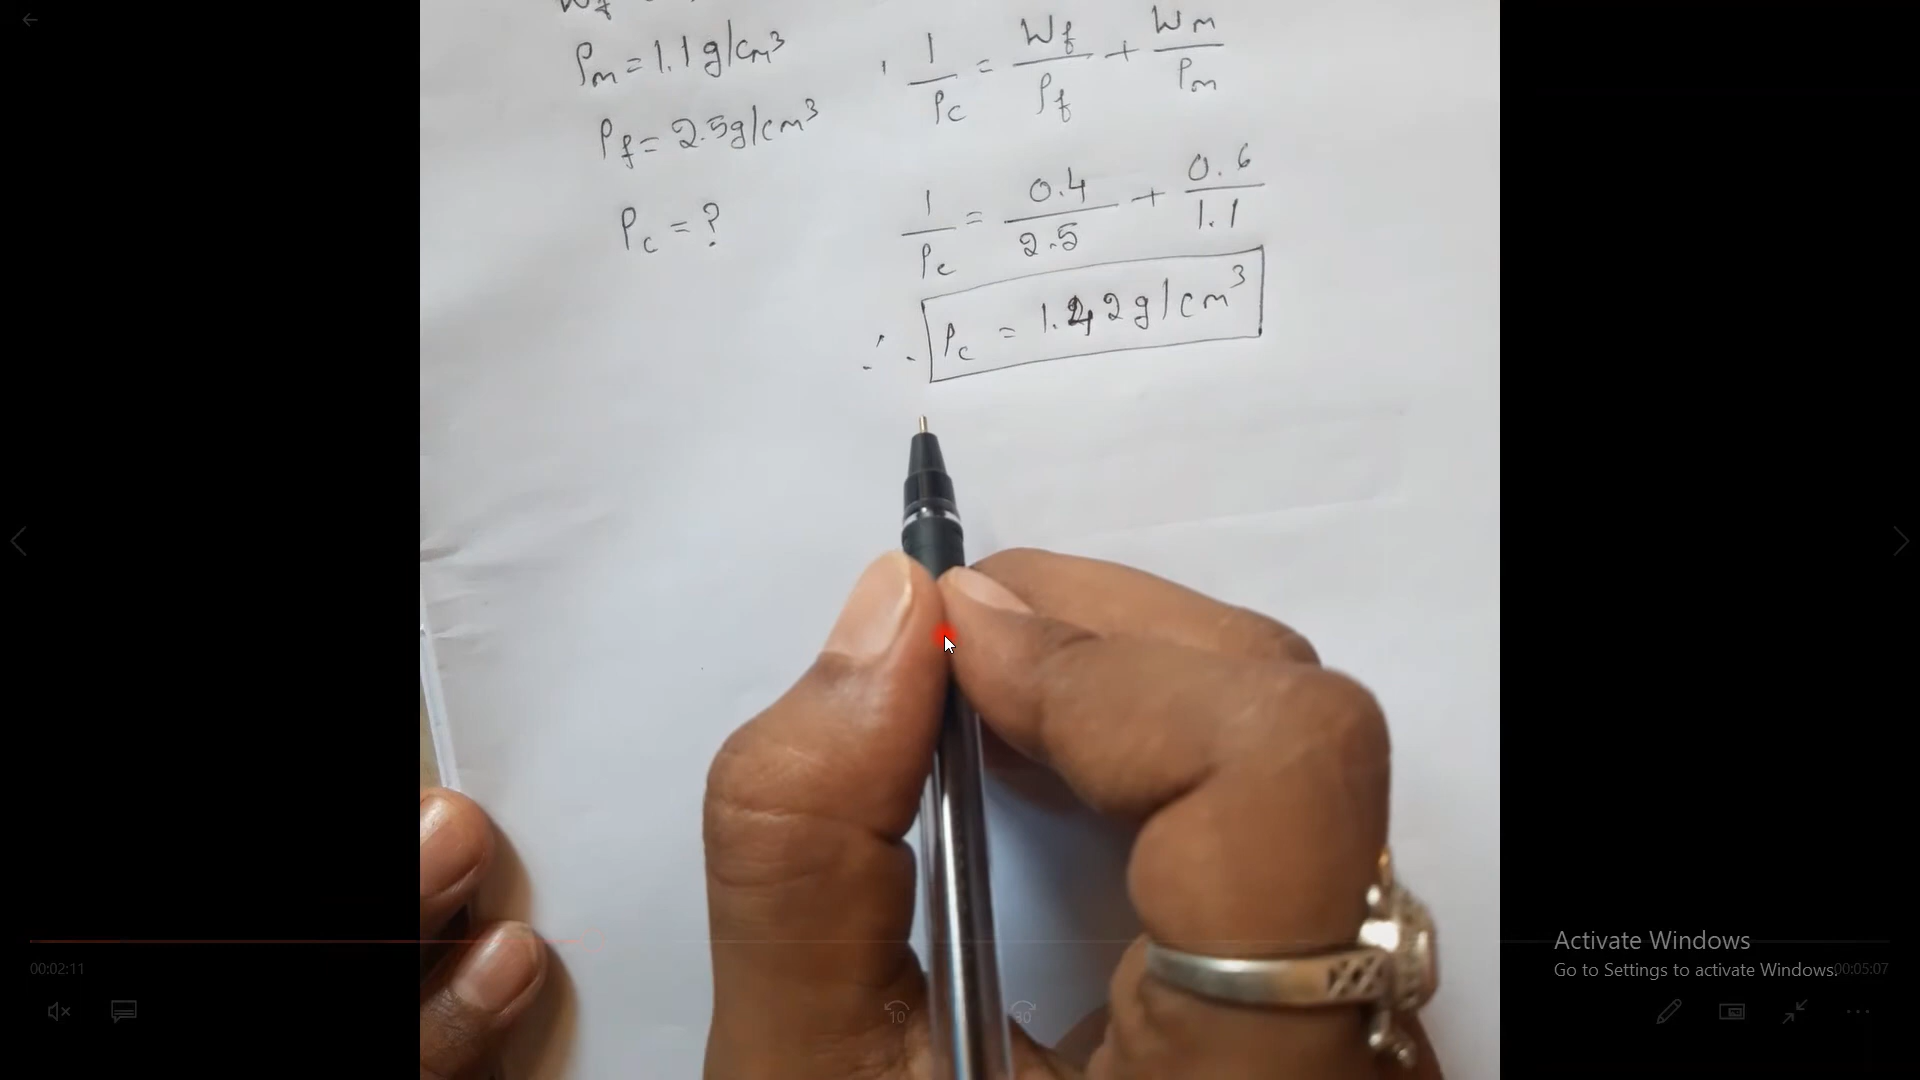 ρm = 1.1 g/cm³
ρf = 2.5 g/cm³
ρc = ?
1/ρc = Wf/ρf + Wm/ρm
1/ρc = 0.4/2.5 + 0.6/1.1
∴ ρc = 1.42 g/cm³
Activate Windows
Go to Settings to activate Windows.
00:02:11
00:05:07
10
30